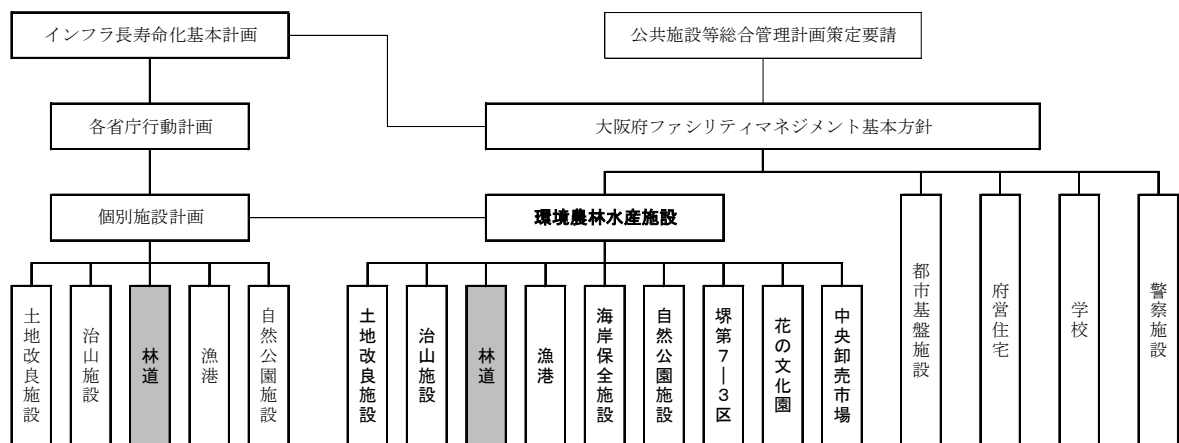 インフラ長寿命化基本計画
公共施設等総合管理計画策定要請
各省庁行動計画
大阪府ファシリティマネジメント基本方針
個別施設計画
環境農林水産施設
土地改良施設
治山施設
林道
漁港
自然公園施設
土地改良施設
治山施設
林道
漁港
海岸保全施設
自然公園施設
堺第7―3区
花の文化園
中央卸売市場
都市基盤施設
府営住宅
学校
警察施設